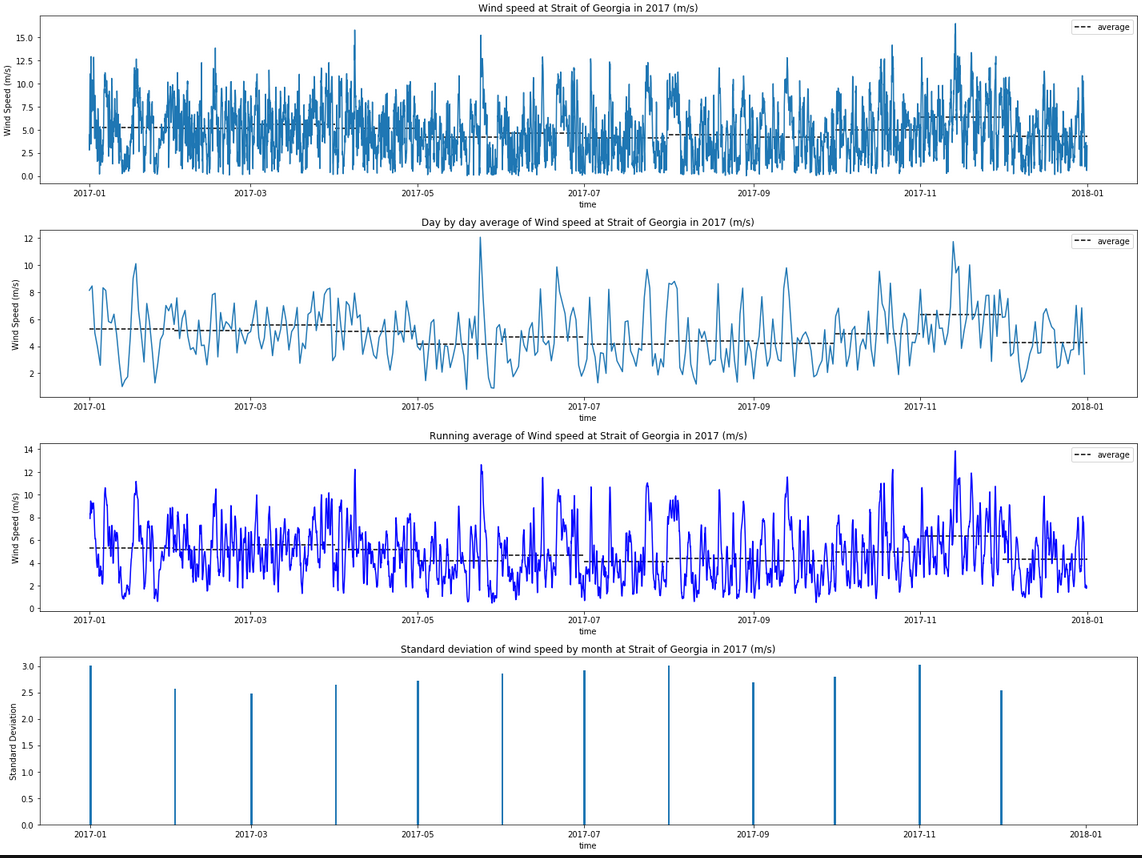 Wind speed at Strait of Georgia in 2017 (m/s)
average
Wind Speed (m/s)
15.0
12.5
10.0
7.5
5.0
2.5
0.0
2017-01 2017-03 2017-05 2017-07 2017-09 2017-11 2018-01
time
Day by day average of Wind speed at Strait of Georgia in 2017 (m/s)
average
Wind Speed (m/s)
12
10
8
6
4
2
2017-01 2017-03 2017-05 2017-07 2017-09 2017-11 2018-01
time
Running average of Wind speed at Strait of Georgia in 2017 (m/s)
average
Wind Speed (m/s)
14
12
10
8
6
4
2
0
2017-01 2017-03 2017-05 2017-07 2017-09 2017-11 2018-01
time
Standard deviation of wind speed by month at Strait of Georgia in 2017 (m/s)
Standard Deviation
3.0
2.5
2.0
1.5
1.0
0.5
0.0
2017-01 2017-03 2017-05 2017-07 2017-09 2017-11 2018-01
time